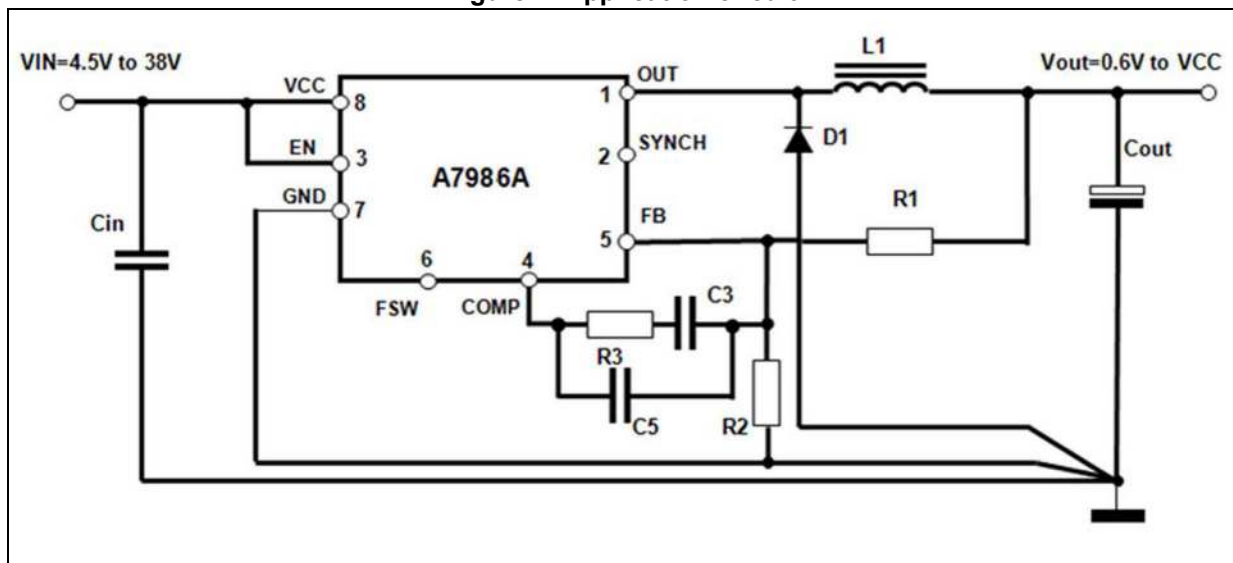 L1
VIN=4.5V to 38V
Vout=0.6V to VCC
VCC
8
OUT
1
EN
3
SYNCH
2
D1
Cout
A7986A
GND
7
FB
5
R1
Cin
6
4
FSW
COMP
C3
R3
C5
R2